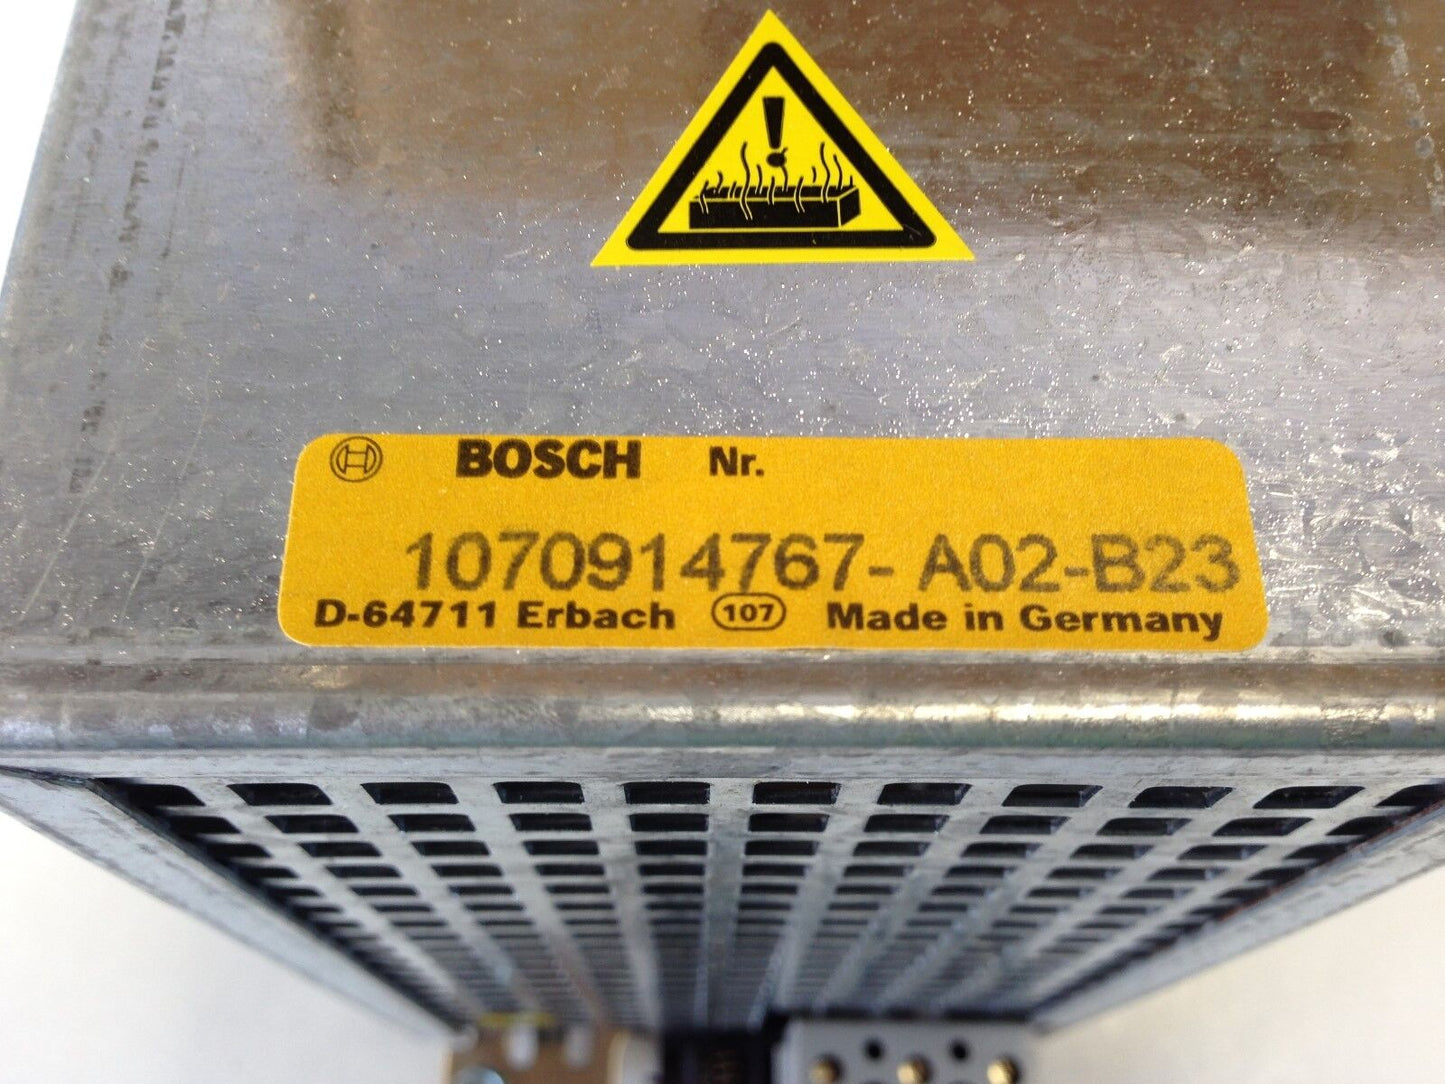 BOSCH Nr.
1070914767- A02-B23
D-64711 Erbach 107 Made in Germany